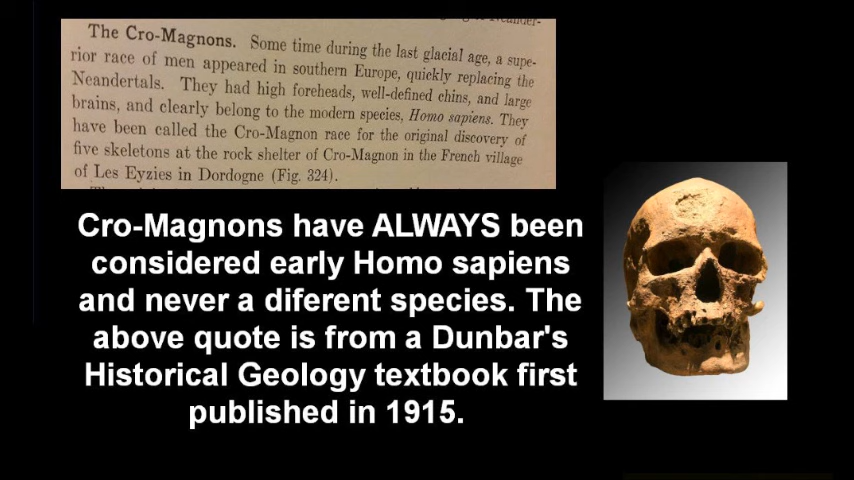 The Cro-Magnons. Some time during the last glacial age, a supe-
rior race of men appeared in southern Europe, quickly replacing the
Neandertals. They had high foreheads, well-defined chins, and large
brains, and clearly belong to the modern species, Homo sapiens. They
have been called the Cro-Magnon race for the original discovery of
five skeletons at the rock shelter of Cro-Magnon in the French village
of Les Eyzies in Dordogne (Fig. 324).
Cro-Magnons have ALWAYS been
considered early Homo sapiens
and never a diferent species. The
above quote is from a Dunbar's
Historical Geology textbook first
published in 1915.